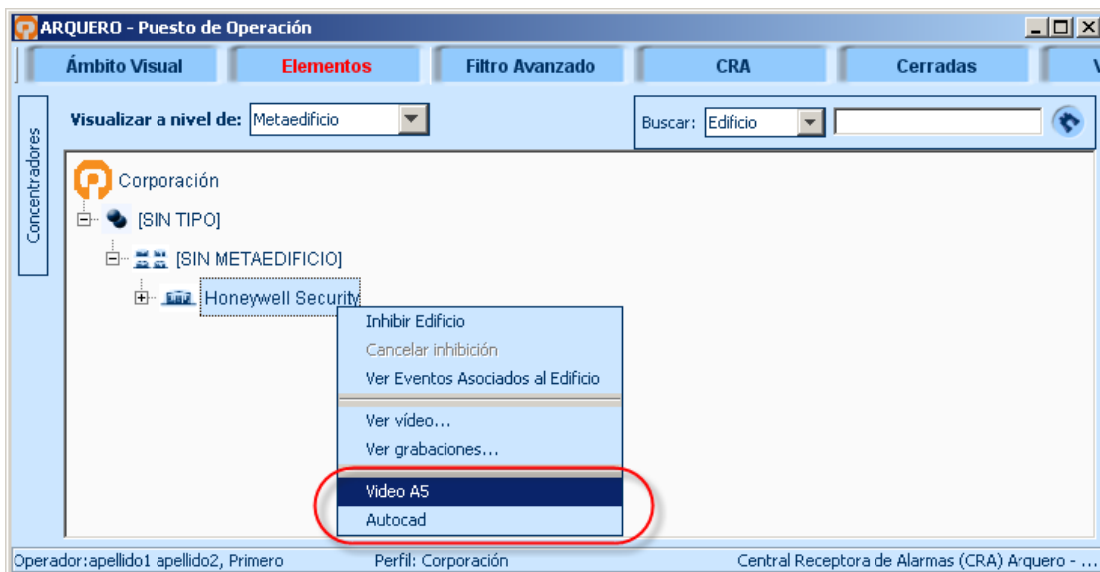 ARQUERO - Puesto de Operación
Ámbito Visual Elementos Filtro Avanzado CRA Cerradas V
Concentradores
Visualizar a nivel de: Metaedificio Buscar: Edificio
Corporación
[SIN TIPO]
[SIN METAEDIFICIO]
Honeywell Security
Inhibir Edificio
Cancelar inhibición
Ver Eventos Asociados al Edificio
Ver vídeo...
Ver grabaciones...
Video A5
Autocad
Operador:apellido1 apellido2, Primero Perfil: Corporación Central Receptora de Alarmas (CRA) Arquero - ...